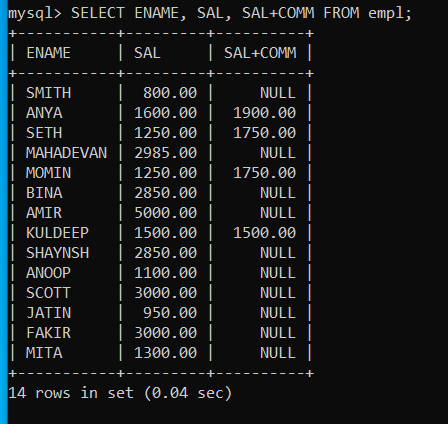 mysql> SELECT ENAME, SAL, SAL+COMM FROM empl;
+-----------+---------+----------+
| ENAME     | SAL     | SAL+COMM |
+-----------+---------+----------+
| SMITH     |  800.00 |     NULL |
| ANYA      | 1600.00 |  1900.00 |
| SETH      | 1250.00 |  1750.00 |
| MAHADEVAN | 2985.00 |     NULL |
| MOMIN     | 1250.00 |  1750.00 |
| BINA      | 2850.00 |     NULL |
| AMIR      | 5000.00 |     NULL |
| KULDEEP   | 1500.00 |  1500.00 |
| SHAYNSH   | 2850.00 |     NULL |
| ANOOP     | 1100.00 |     NULL |
| SCOTT     | 3000.00 |     NULL |
| JATIN     |  950.00 |     NULL |
| FAKIR     | 3000.00 |     NULL |
| MITA      | 1300.00 |     NULL |
+-----------+---------+----------+
14 rows in set (0.04 sec)